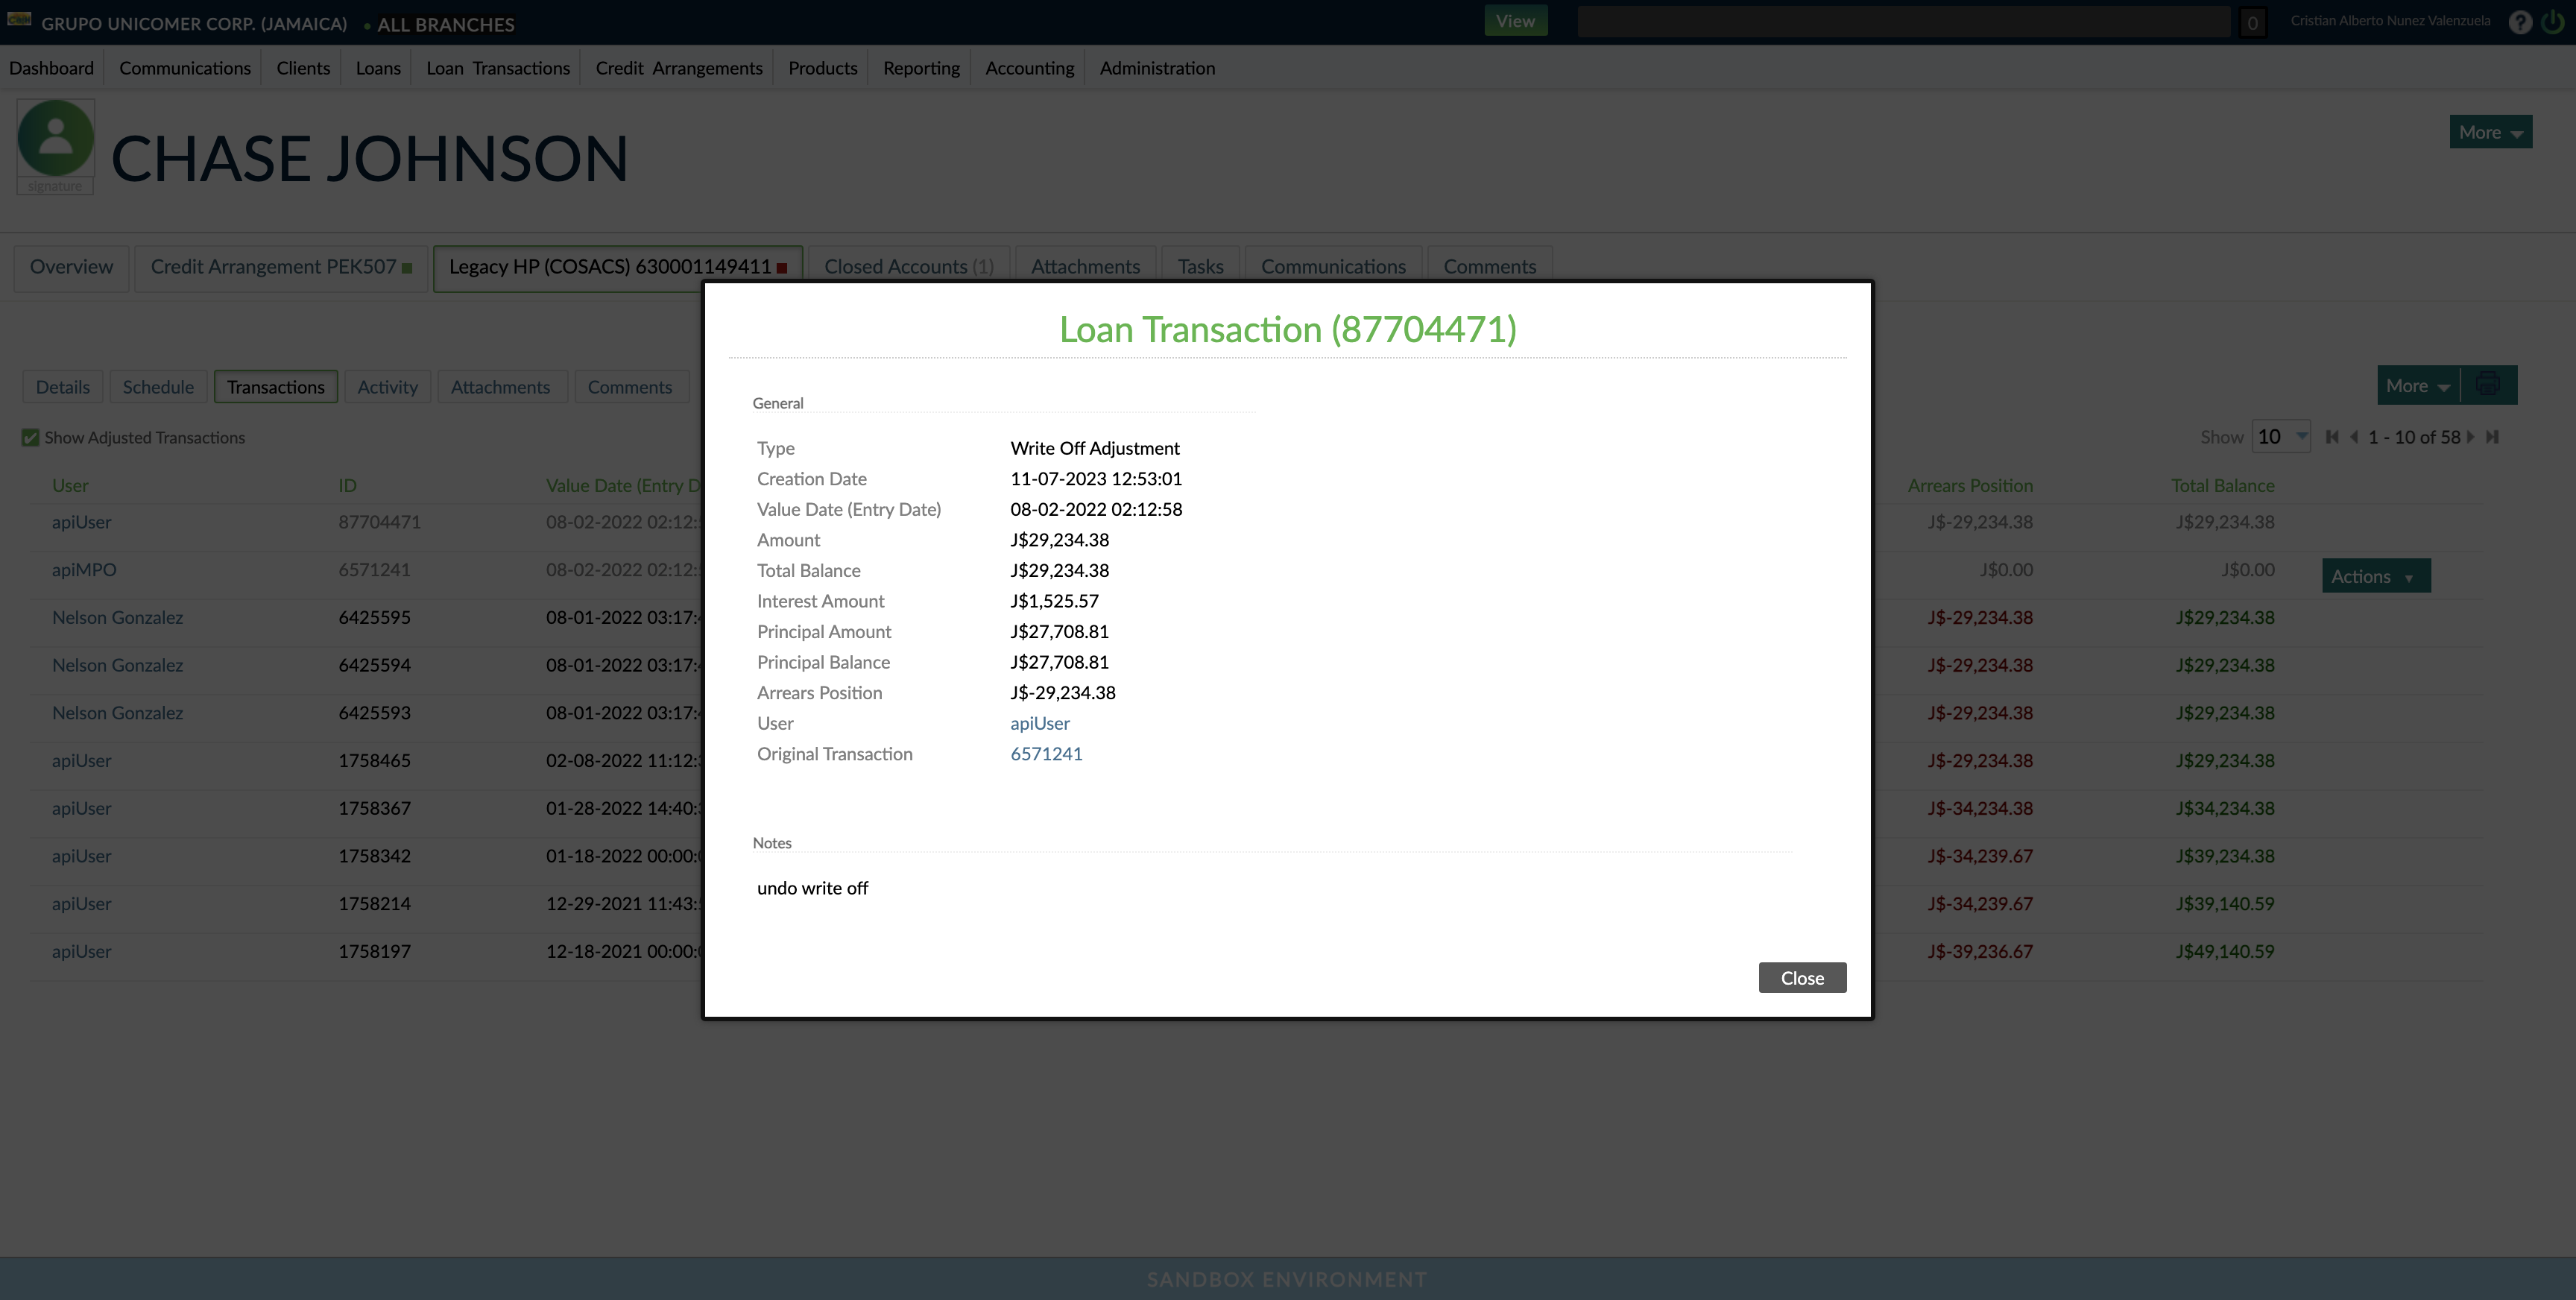 GRUPO UNICOMER CORP. (JAMAICA) • ALL BRANCHES View 0 Cristian Alberto Nunez Valenzuela ?
Dashboard Communications Clients Loans Loan Transactions Credit Arrangements Products Reporting Accounting Administration
CHASE JOHNSON More
signature
Overview Credit Arrangement PEK507 Legacy HP (COSACS) 630001149411 Closed Accounts (1) Attachments Tasks Communications Comments
Loan Transaction (87704471)
General
Type Write Off Adjustment
Creation Date 11-07-2023 12:53:01
Value Date (Entry Date) 08-02-2022 02:12:58
Amount J$29,234.38
Total Balance J$29,234.38
Interest Amount J$1,525.57
Principal Amount J$27,708.81
Principal Balance J$27,708.81
Arrears Position J$-29,234.38
User apiUser
Original Transaction 6571241
Notes
undo write off
Close
Details Schedule Transactions Activity Attachments Comments More
Show Adjusted Transactions Show 10 1 - 10 of 58
User ID Value Date (Entry D Arrears Position Total Balance
apiUser 87704471 08-02-2022 02:12: J$-29,234.38 J$29,234.38
apiMPO 6571241 08-02-2022 02:12: J$0.00 J$0.00 Actions
Nelson Gonzalez 6425595 08-01-2022 03:17: J$-29,234.38 J$29,234.38
Nelson Gonzalez 6425594 08-01-2022 03:17: J$-29,234.38 J$29,234.38
Nelson Gonzalez 6425593 08-01-2022 03:17: J$-29,234.38 J$29,234.38
apiUser 1758465 02-08-2022 11:12: J$-29,234.38 J$29,234.38
apiUser 1758367 01-28-2022 14:40: J$-34,234.38 J$34,234.38
apiUser 1758342 01-18-2022 00:00: J$-34,239.67 J$39,234.38
apiUser 1758214 12-29-2021 11:43: J$-34,239.67 J$39,140.59
apiUser 1758197 12-18-2021 00:00: J$-39,236.67 J$49,140.59
SANDBOX ENVIRONMENT